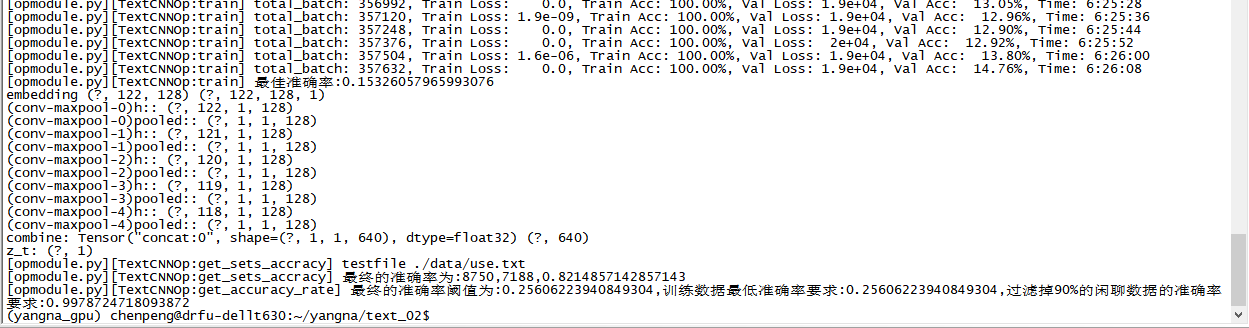 [opmodule.py][TextCNNOp:train] total_batch: 356992, Train Loss:    0.0, Train Acc: 100.00%, Val Loss: 1.9e+04, Val Acc:  13.05%, Time: 6:25:28
[opmodule.py][TextCNNOp:train] total_batch: 357120, Train Loss: 1.9e-09, Train Acc: 100.00%, Val Loss: 1.9e+04, Val Acc:  12.96%, Time: 6:25:36
[opmodule.py][TextCNNOp:train] total_batch: 357248, Train Loss:    0.0, Train Acc: 100.00%, Val Loss: 1.9e+04, Val Acc:  12.90%, Time: 6:25:44
[opmodule.py][TextCNNOp:train] total_batch: 357376, Train Loss:    0.0, Train Acc: 100.00%, Val Loss:   2e+04, Val Acc:  12.92%, Time: 6:25:52
[opmodule.py][TextCNNOp:train] total_batch: 357504, Train Loss: 1.6e-06, Train Acc: 100.00%, Val Loss: 1.9e+04, Val Acc:  13.80%, Time: 6:26:00
[opmodule.py][TextCNNOp:train] total_batch: 357632, Train Loss:    0.0, Train Acc: 100.00%, Val Loss: 1.9e+04, Val Acc:  14.76%, Time: 6:26:08
[opmodule.py][TextCNNOp:train] 最佳准确率:0.15326057965993076
embedding (?, 122, 128) (?, 122, 128, 1)
(conv-maxpool-0)h:: (?, 122, 1, 128)
(conv-maxpool-0)pooled:: (?, 1, 1, 128)
(conv-maxpool-1)h:: (?, 121, 1, 128)
(conv-maxpool-1)pooled:: (?, 1, 1, 128)
(conv-maxpool-2)h:: (?, 120, 1, 128)
(conv-maxpool-2)pooled:: (?, 1, 1, 128)
(conv-maxpool-3)h:: (?, 119, 1, 128)
(conv-maxpool-3)pooled:: (?, 1, 1, 128)
(conv-maxpool-4)h:: (?, 118, 1, 128)
(conv-maxpool-4)pooled:: (?, 1, 1, 128)
combine: Tensor("concat:0", shape=(?, 1, 1, 640), dtype=float32) (?, 640)
z_t: (?, 1)
[opmodule.py][TextCNNOp:get_sets_accracy] testfile ./data/use.txt
[opmodule.py][TextCNNOp:get_sets_accracy] 最终的准确率为:8750,7188,0.8214857142857143
[opmodule.py][TextCNNOp:get_accuracy_rate] 最终的准确率阈值为:0.25606223940849304,训练数据最低准确率要求:0.25606223940849304,过滤掉90%的闲聊数据的准确率
要求:0.9978724718093872
(yangna_gpu) chenpeng@drfu-dellt630:~/yangna/text_02$